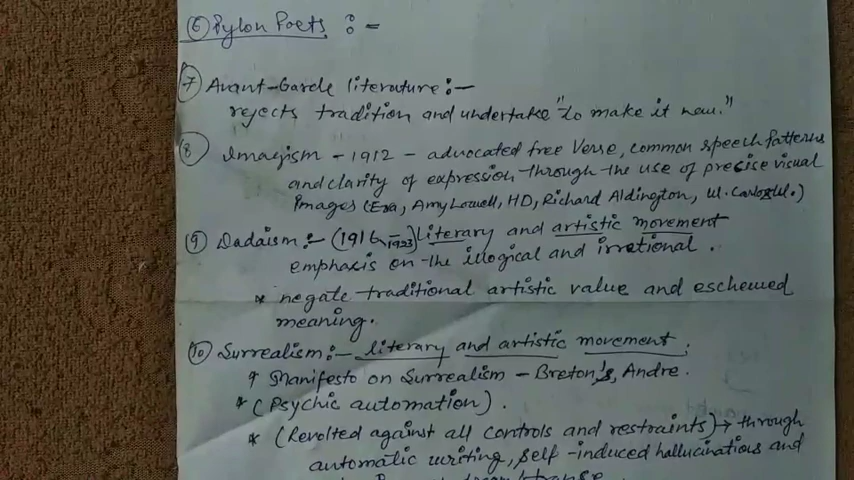 ⑥ Pylon Poets :=
⑦ Avant-Garde literature:-
rejects tradition and undertake "to make it new."
⑧ Imagism - 1912 - advocated free Verse, common speech Patterns
and clarity of expression through the use of precise visual
Images (Ezra, Amy Lowell, HD, Richard Aldington, W. Carlos W.)
⑨ Dadaism:- (1916-1923) literary and artistic movement
emphasis on the illogical and irrational.
* negate traditional artistic value and eschewed
meaning.
⑩ Surrealism:- literary and artistic movement;
* Manifesto on Surrealism - Breton's, Andre.
* (Psychic automation).
* (Revolted against all controls and restraints) → through
automatic writing, self-induced hallucinations and